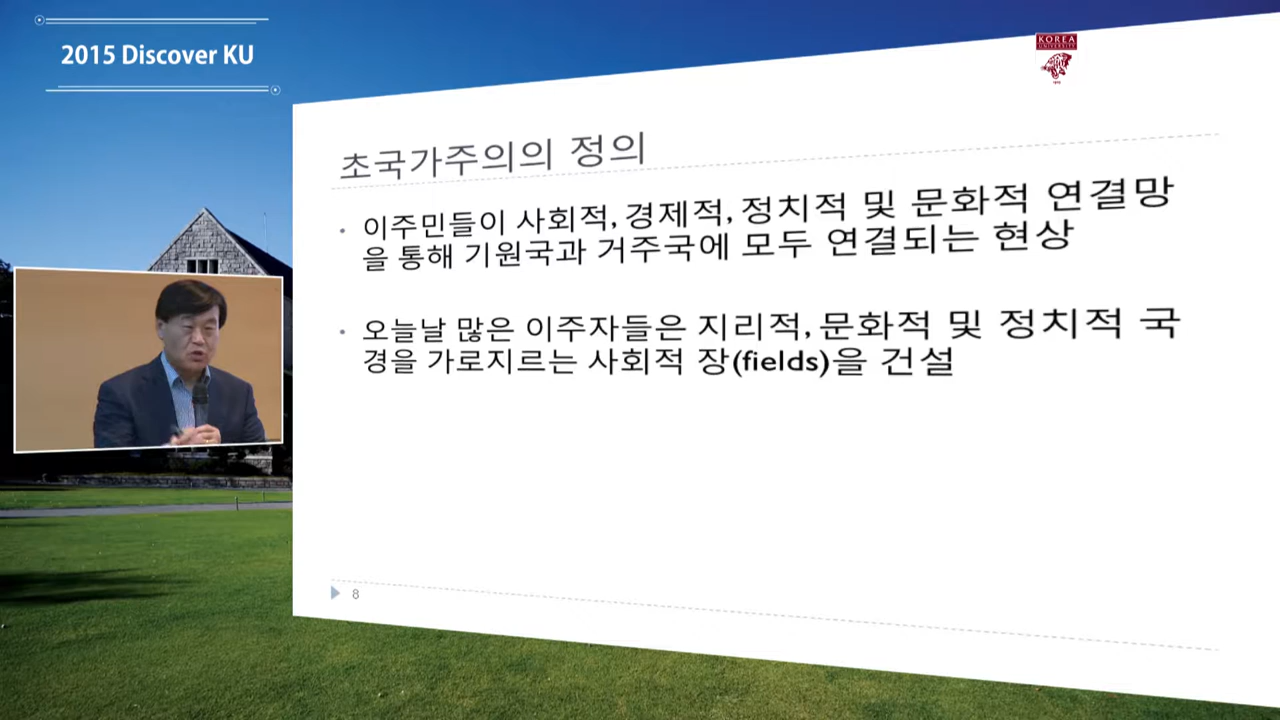 2015 Discover KU
KOREA
UNIVERSITY
초국가주의의 정의
• 이주민들이 사회적, 경제적, 정치적 및 문화적 연결망
을 통해 기원국과 거주국에 모두 연결되는 현상
• 오늘날 많은 이주자들은 지리적, 문화적 및 정치적 국
경을 가로지르는 사회적 장(fields)을 건설
8